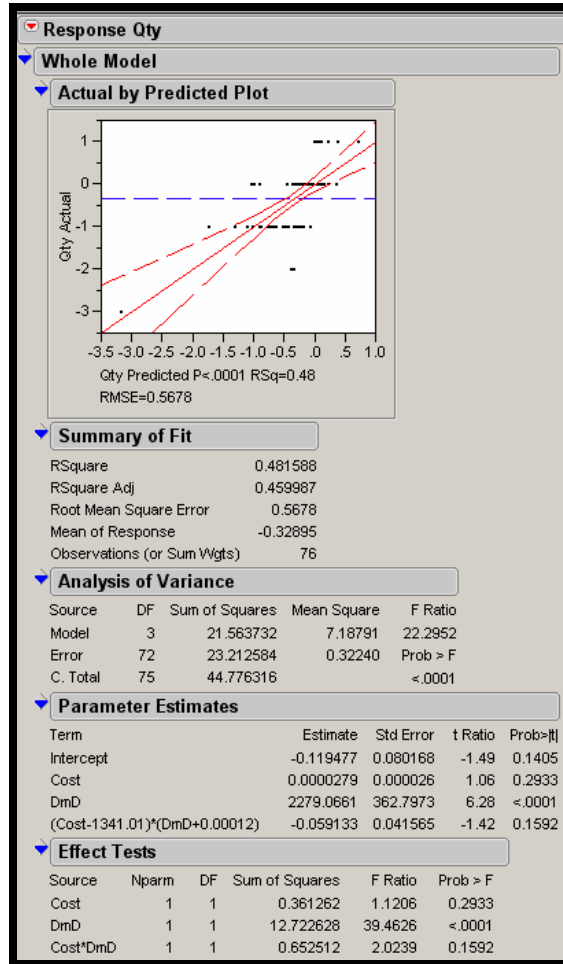 Response Qty
Whole Model
Actual by Predicted Plot
Qty Actual
1
0
-1
-2
-3
-3.5 -3.0 -2.5 -2.0 -1.5 -1.0 -0.5 .0 .5 1.0
Qty Predicted P<.0001 RSq=0.48
RMSE=0.5678
Summary of Fit
RSquare 0.481588
RSquare Adj 0.459987
Root Mean Square Error 0.5678
Mean of Response -0.32895
Observations (or Sum Wgts) 76
Analysis of Variance
Source DF Sum of Squares Mean Square F Ratio
Model 3 21.563732 7.18791 22.2952
Error 72 23.212584 0.32240 Prob > F
C. Total 75 44.776316 <.0001
Parameter Estimates
Term Estimate Std Error t Ratio Prob>|t|
Intercept -0.119477 0.080168 -1.49 0.1405
Cost 0.0000279 0.000026 1.06 0.2933
DmD 2279.0661 362.7973 6.28 <.0001
(Cost-1341.01)*(DmD+0.00012) -0.059133 0.041565 -1.42 0.1592
Effect Tests
Source Nparm DF Sum of Squares F Ratio Prob > F
Cost 1 1 0.361262 1.1206 0.2933
DmD 1 1 12.722628 39.4626 <.0001
Cost*DmD 1 1 0.652512 2.0239 0.1592